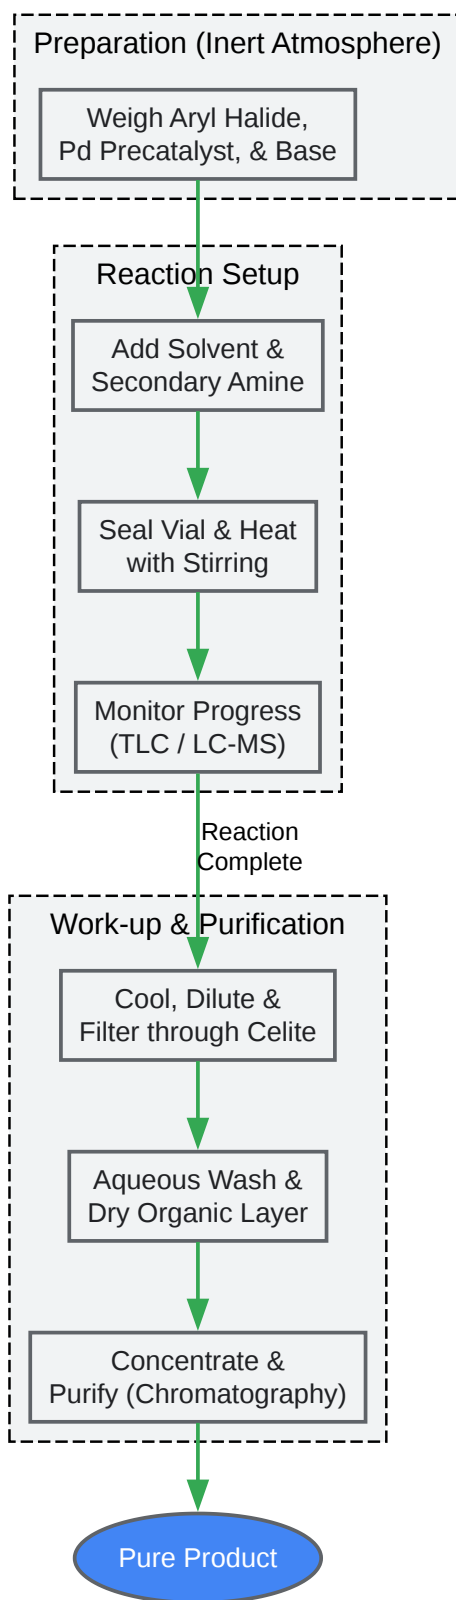 Preparation (Inert Atmosphere)
Weigh Aryl Halide,
Pd Precatalyst, & Base
Reaction Setup
Add Solvent &
Secondary Amine
Seal Vial & Heat
with Stirring
Monitor Progress
(TLC / LC-MS)
Reaction
Complete
Work-up & Purification
Cool, Dilute &
Filter through Celite
Aqueous Wash &
Dry Organic Layer
Concentrate &
Purify (Chromatography)
Pure Product